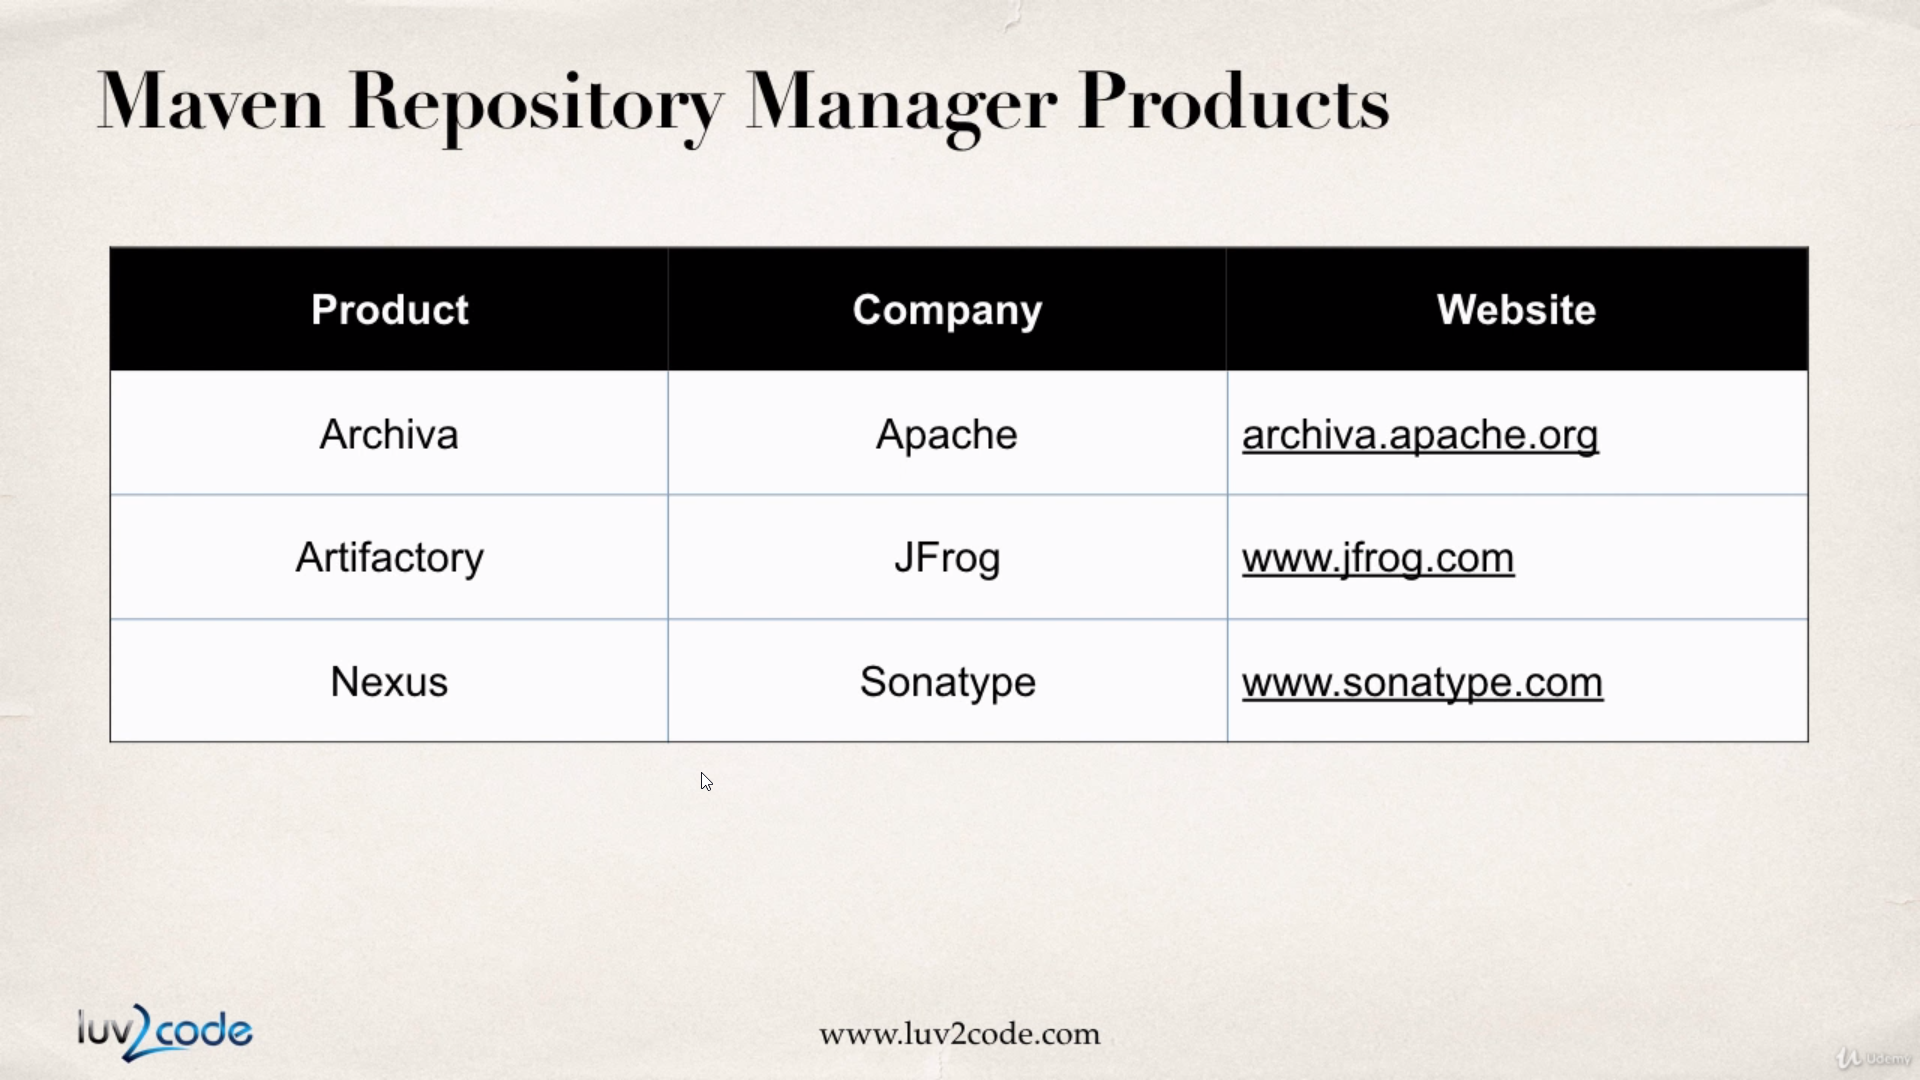 Maven Repository Manager Products
Product Company Website
Archiva Apache archiva.apache.org
Artifactory JFrog www.jfrog.com
Nexus Sonatype www.sonatype.com
luv2code www.luv2code.com
Udemy